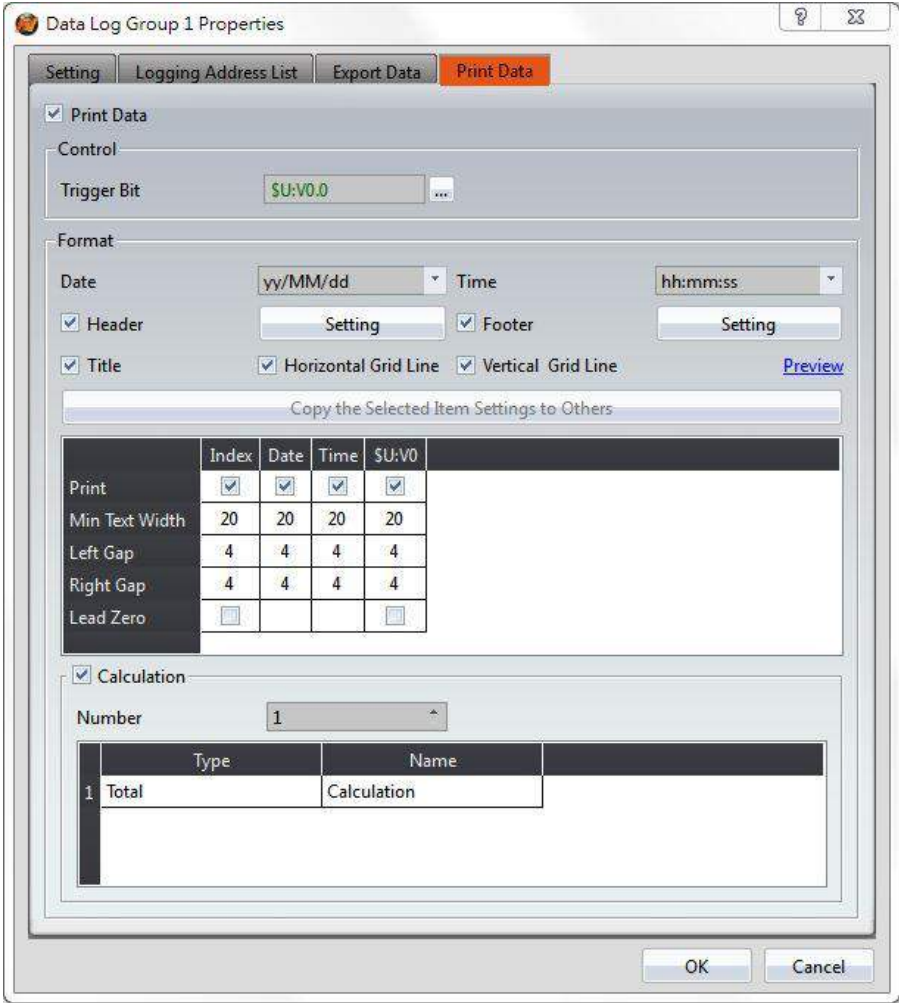 Data Log Group 1 Properties
Setting Logging Address List Export Data Print Data
Print Data
Control
Trigger Bit $U:V0.0 ...
Format
Date yy/MM/dd Time hh:mm:ss
Header Setting Footer Setting
Title Horizontal Grid Line Vertical Grid Line Preview
Copy the Selected Item Settings to Others
Index Date Time $U:V0
Print
Min Text Width 20 20 20 20
Left Gap 4 4 4 4
Right Gap 4 4 4 4
Lead Zero
Calculation
Number 1
Type Name
1 Total Calculation
OK Cancel